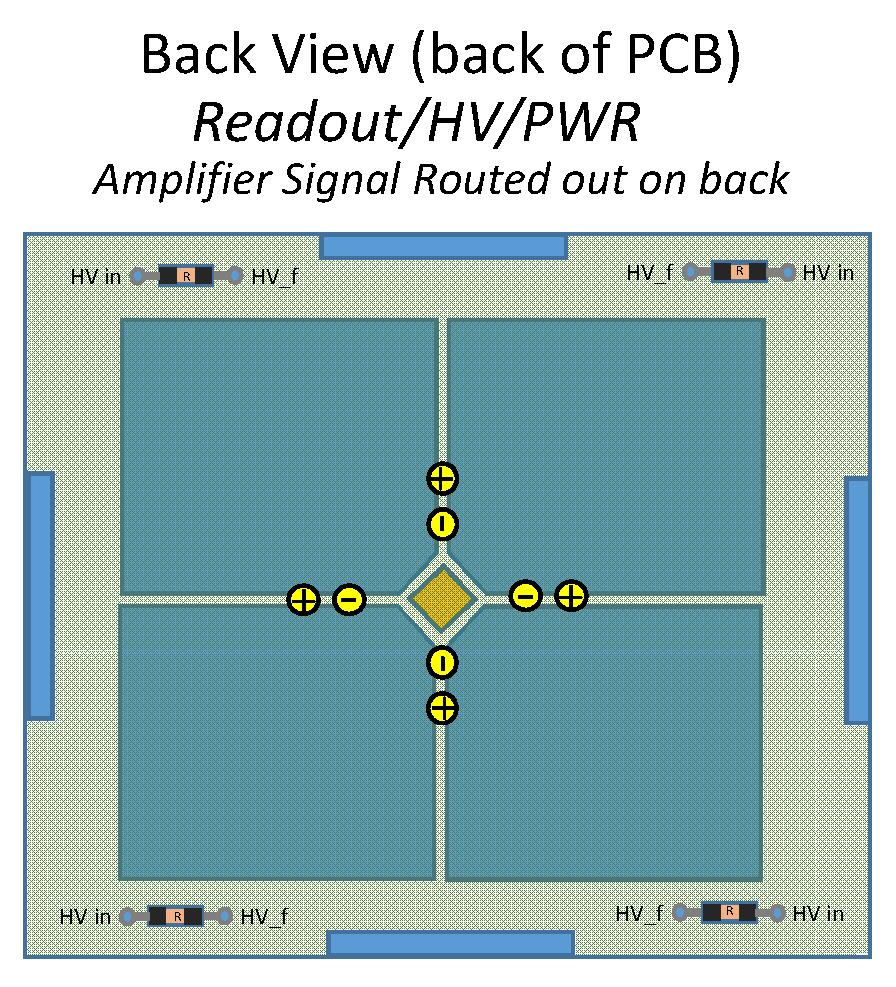 Back View (back of PCB)
Readout/HV/PWR
Amplifier Signal Routed out on back
HV in R HV_f
HV_f R HV in
HV in R HV_f
HV_f R HV in